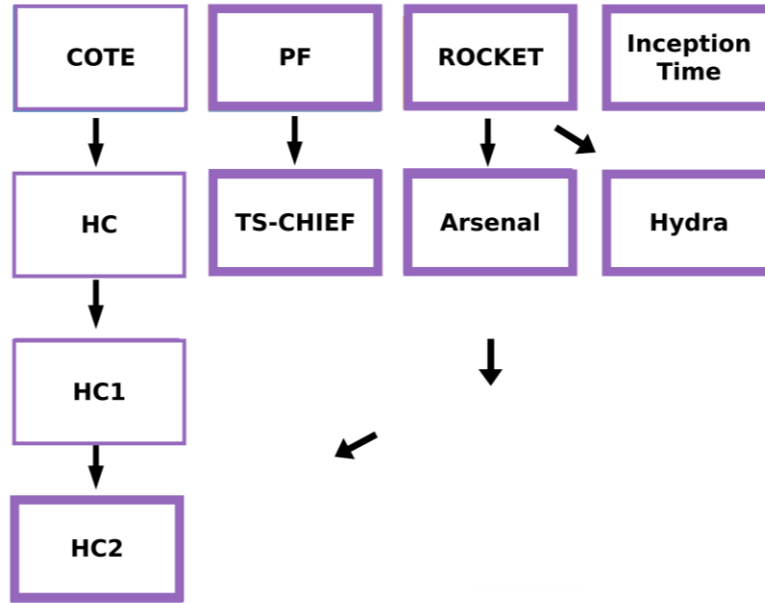 COTE
PF
ROCKET
Inception
Time
HC
TS-CHIEF
Arsenal
Hydra
HC1
HC2